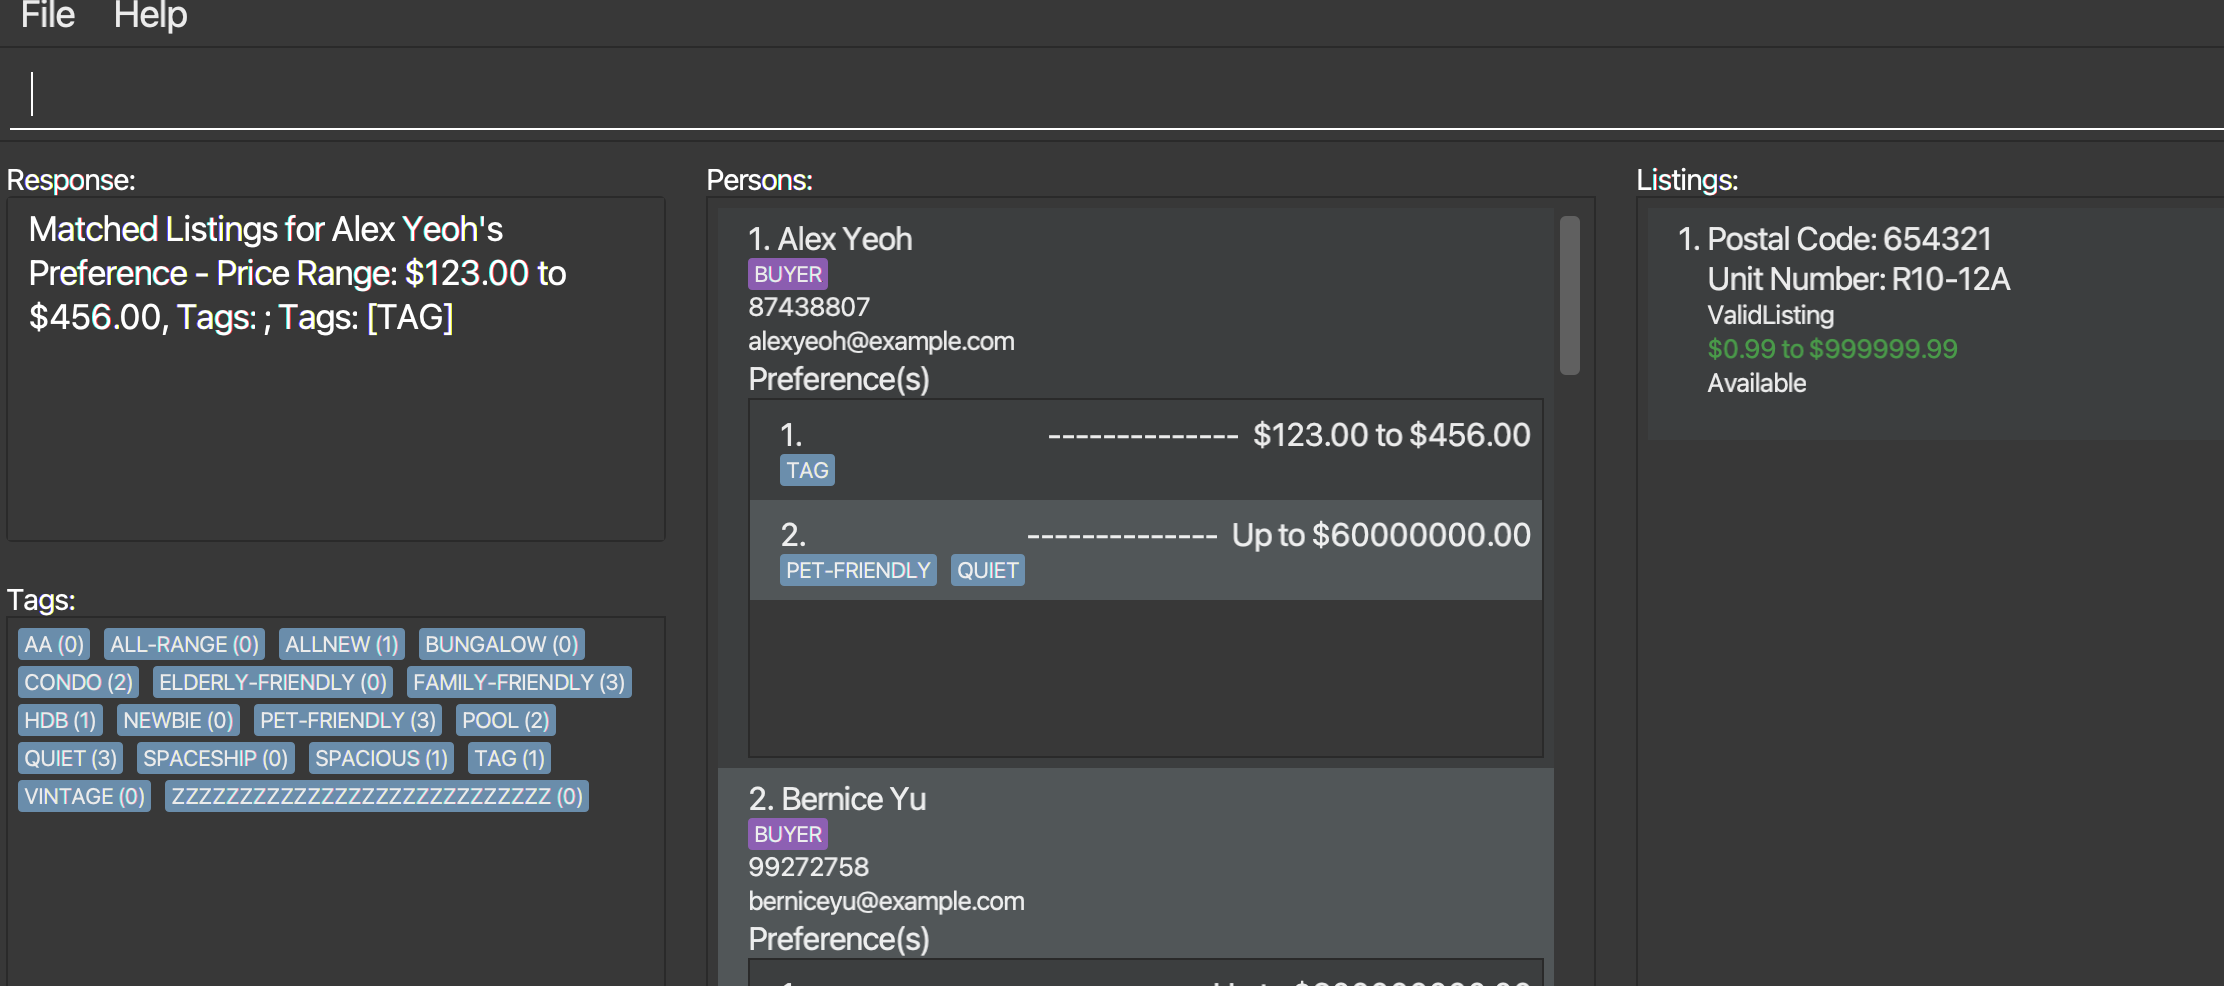 File Help
Response:
Matched Listings for Alex Yeoh's
Preference - Price Range: $123.00 to
$456.00, Tags: ; Tags: [TAG]
Tags:
AA (0) ALL-RANGE (0) ALLNEW (1) BUNGALOW (0)
CONDO (2) ELDERLY-FRIENDLY (0) FAMILY-FRIENDLY (3)
HDB (1) NEWBIE (0) PET-FRIENDLY (3) POOL (2)
QUIET (3) SPACESHIP (0) SPACIOUS (1) TAG (1)
VINTAGE (0) ZZZZZZZZZZZZZZZZZZZZZZZZZZZZ (0)
Persons:
1. Alex Yeoh
BUYER
87438807
alexyeoh@example.com
Preference(s)
1. -------------- $123.00 to $456.00
TAG
2. -------------- Up to $60000000.00
PET-FRIENDLY QUIET
2. Bernice Yu
BUYER
99272758
berniceyu@example.com
Preference(s)
Listings:
1. Postal Code: 654321
Unit Number: R10-12A
ValidListing
$0.99 to $999999.99
Available